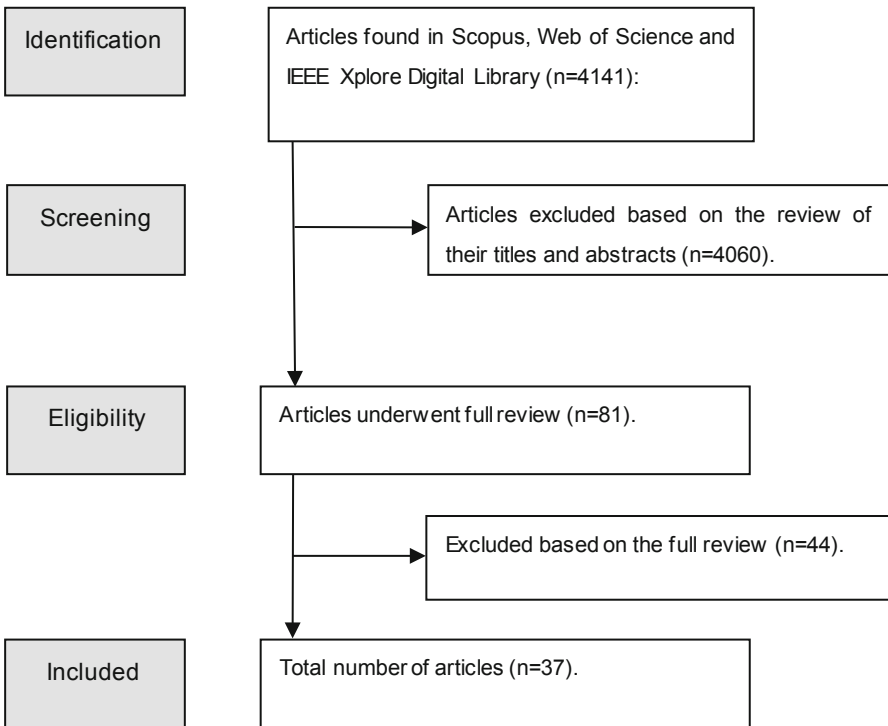 Identification
Articles found in Scopus, Web of Science and
IEEE Xplore Digital Library (n=4141):
Screening
Articles excluded based on the review of
their titles and abstracts (n=4060).
Eligibility
Articles underwent full review (n=81).
Excluded based on the full review (n=44).
Included
Total number of articles (n=37).